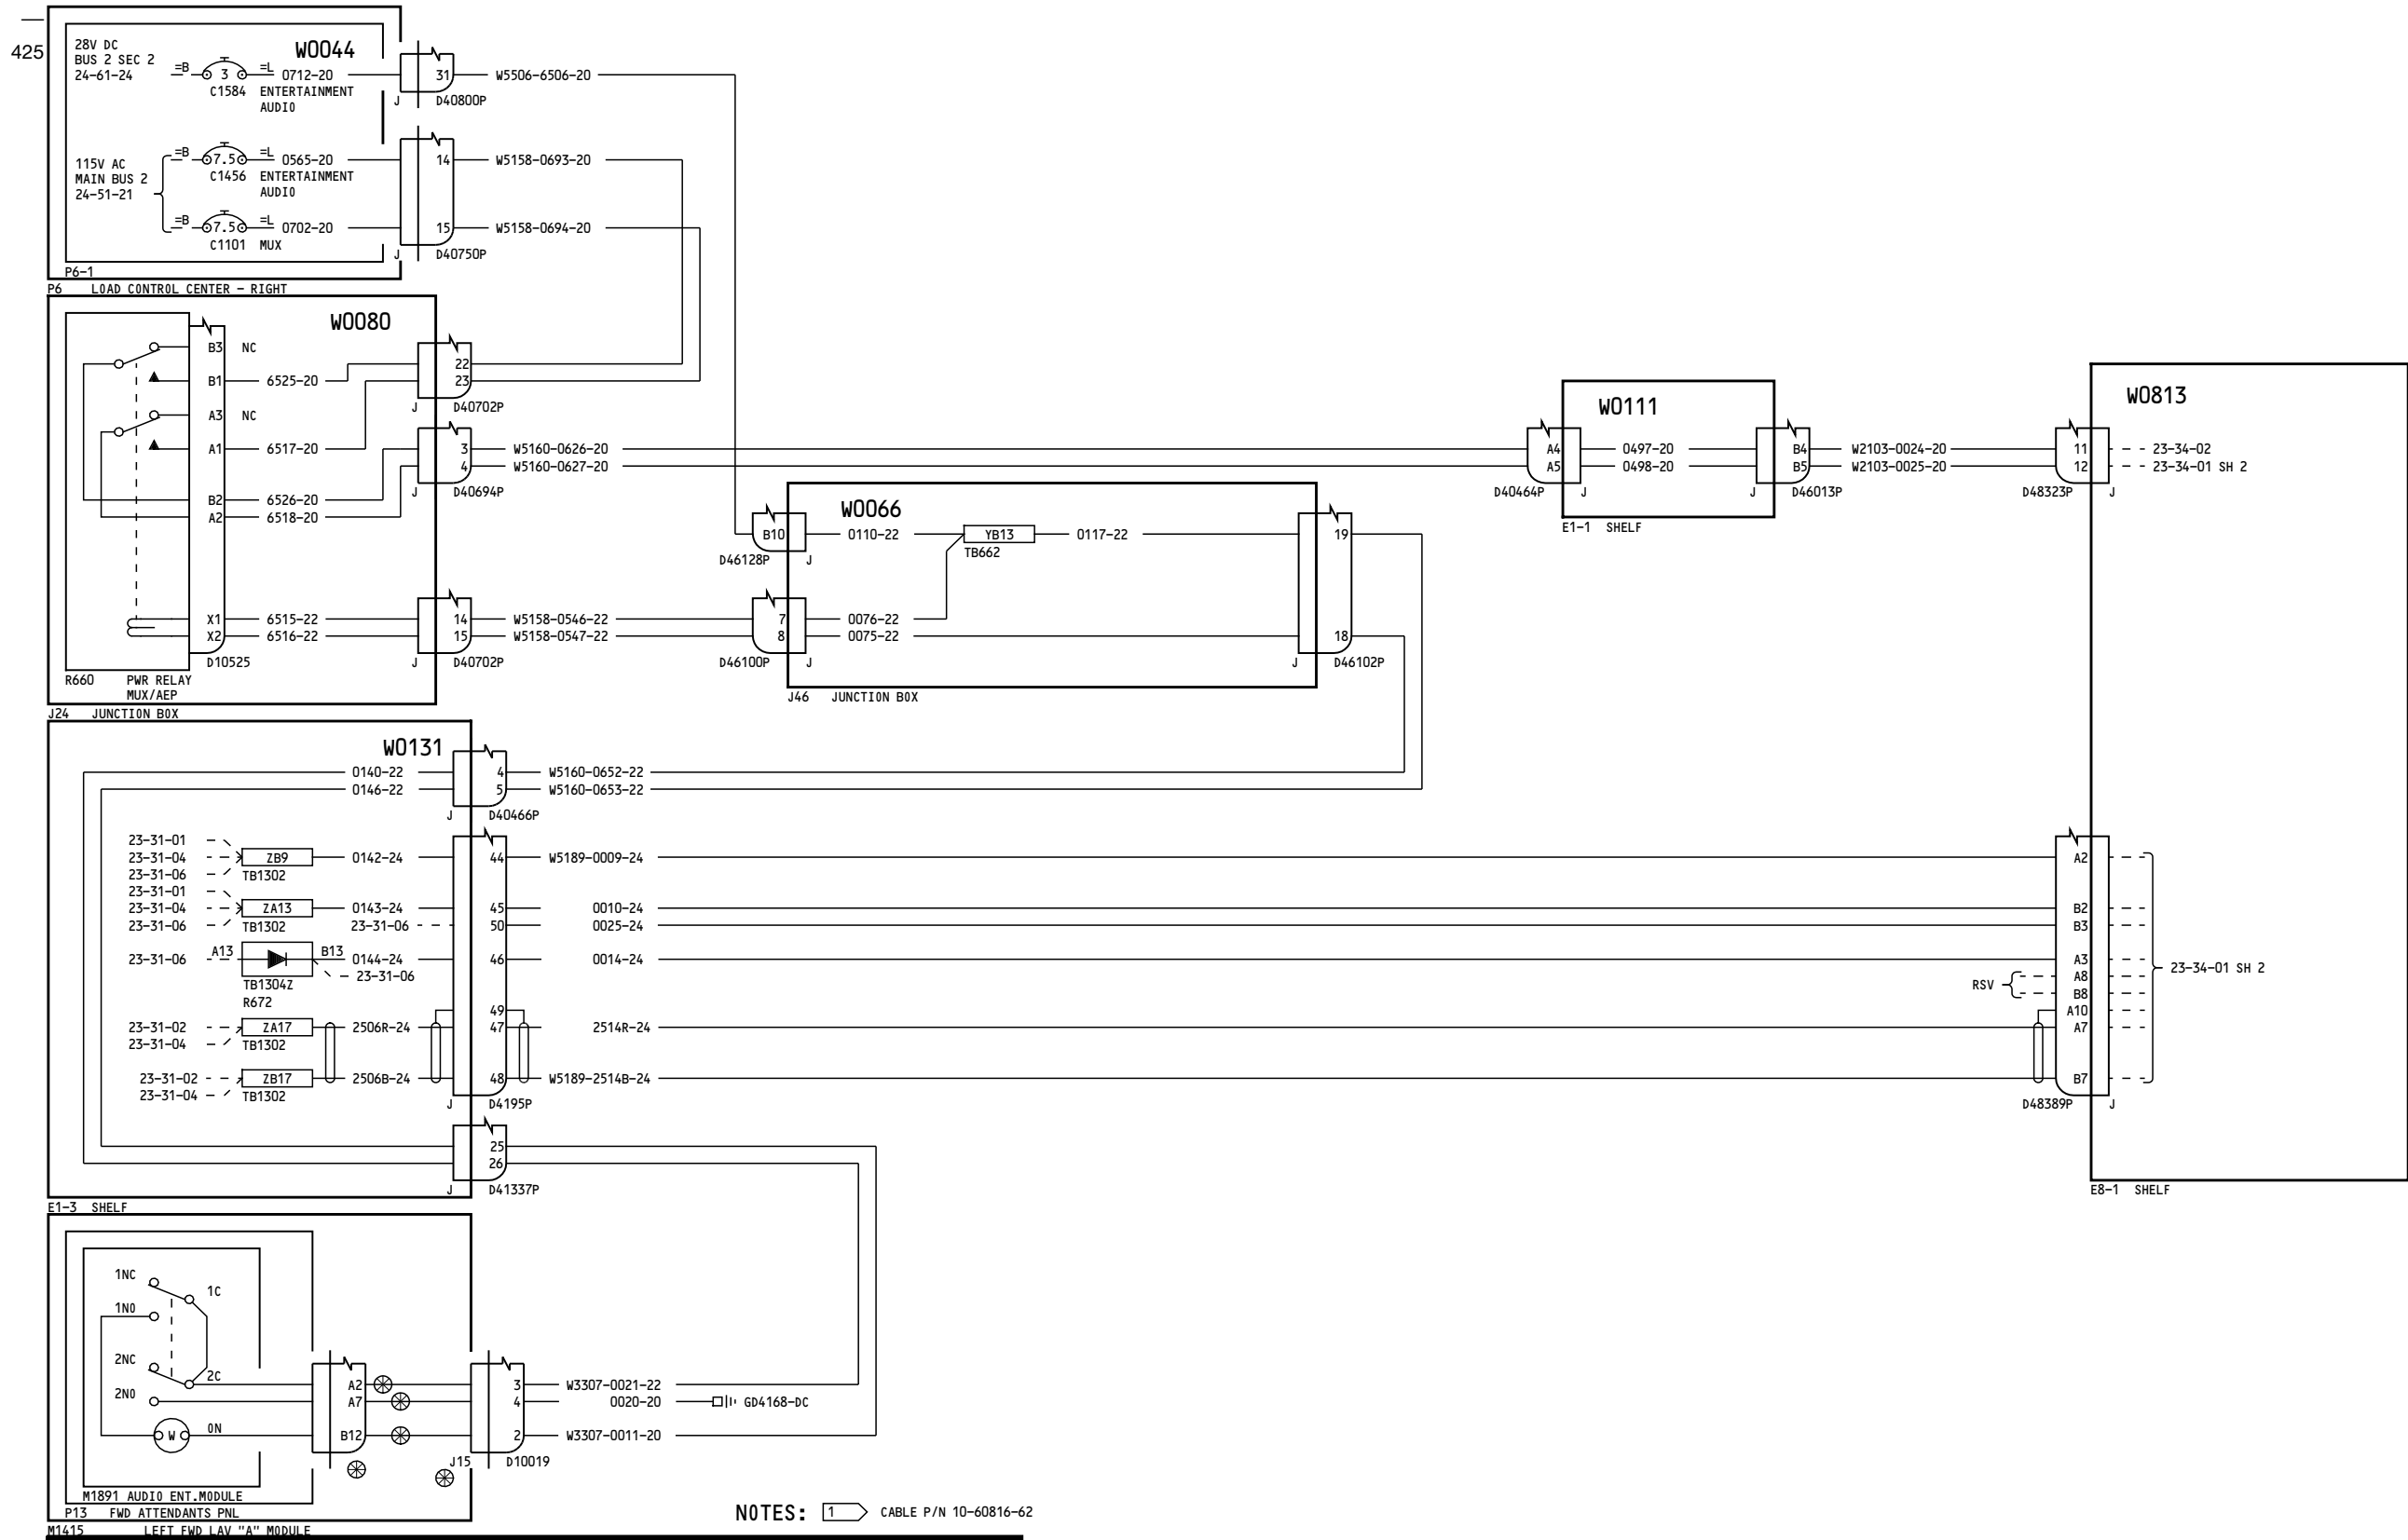 425
28V DC
BUS 2 SEC 2
24-61-24
=B
3
=L
0712-20
C1584
ENTERTAINMENT
AUDIO
W0044
31
J
D40800P
W5506-6506-20
115V AC
MAIN BUS 2
24-51-21
=B
7.5
=L
0565-20
C1456
ENTERTAINMENT
AUDIO
14
W5158-0693-20
=B
7.5
=L
0702-20
C1101
MUX
15
W5158-0694-20
J
D40750P
P6-1
P6 LOAD CONTROL CENTER - RIGHT
W0080
B3 NC
B1 6525-20
A3 NC
A1 6517-20
B2 6526-20
A2 6518-20
X1 6515-22
X2 6516-22
D10525
R660 PWR RELAY
MUX/AEP
22
23
J D40702P
3 W5160-0626-20
4 W5160-0627-20
J D40694P
14 W5158-0546-22
15 W5158-0547-22
J D40702P
J24 JUNCTION BOX
W0066
B10 0110-22 YB13 0117-22 19
TB662
D46128P J
7 0076-22
8 0075-22 18
D46100P J
J D46102P
J46 JUNCTION BOX
W0111
A4 0497-20 B4 W2103-0024-20
A5 0498-20 B5 W2103-0025-20
D40464P J
J D46013P
E1-1 SHELF
W0813
11 23-34-02
12 23-34-01 SH 2
D48323P J
W0131
0140-22 4 W5160-0652-22
0146-22 5 W5160-0653-22
J D40466P
23-31-01
23-31-04 ZB9 0142-24 44 W5189-0009-24 A2
23-31-06 TB1302
23-31-01
23-31-04 ZA13 0143-24 45 0010-24 B2
23-31-06 TB1302 23-31-06 50 0025-24 B3
23-31-06 A13 B13 0144-24 46 0014-24 A3
23-31-06
TB1304Z
R672
RSV
A8
B8
23-34-01 SH 2
49 A10
23-31-02 ZA17 2506R-24 47 2514R-24 A7
23-31-04 TB1302
23-31-02 ZB17 2506B-24 48 W5189-2514B-24 B7
23-31-04 TB1302
J D4195P
D48389P J
25
26
J D41337P
E1-3 SHELF
E8-1 SHELF
1NC
1C
1NO
2NC
2C
2NO
W ON
A2 3 W3307-0021-22
A7 4 0020-20 GD4168-DC
B12 2 W3307-0011-20
J15 D10019
M1891 AUDIO ENT.MODULE
P13 FWD ATTENDANTS PNL
M1415 LEFT FWD LAV "A" MODULE
NOTES: 1 CABLE P/N 10-60816-62